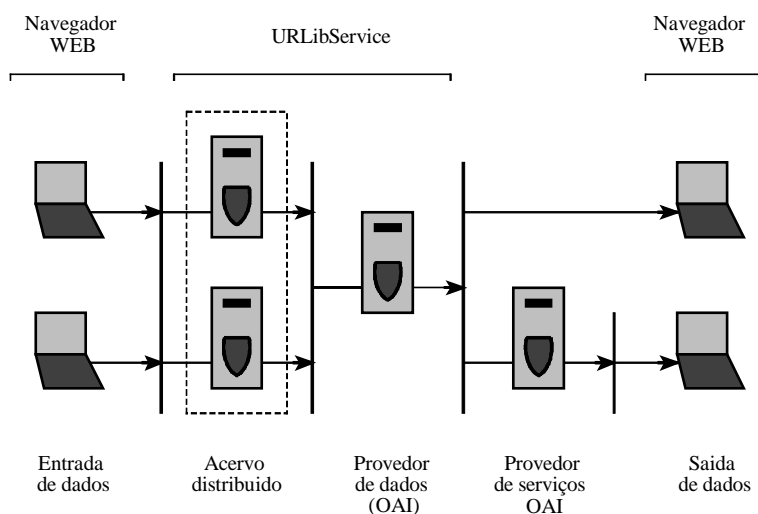 Navegador
WEB
URLibService
Navegador
WEB
Entrada
de dados
Acervo
distribuido
Provedor
de dados
(OAI)
Provedor
de serviços
OAI
Saida
de dados